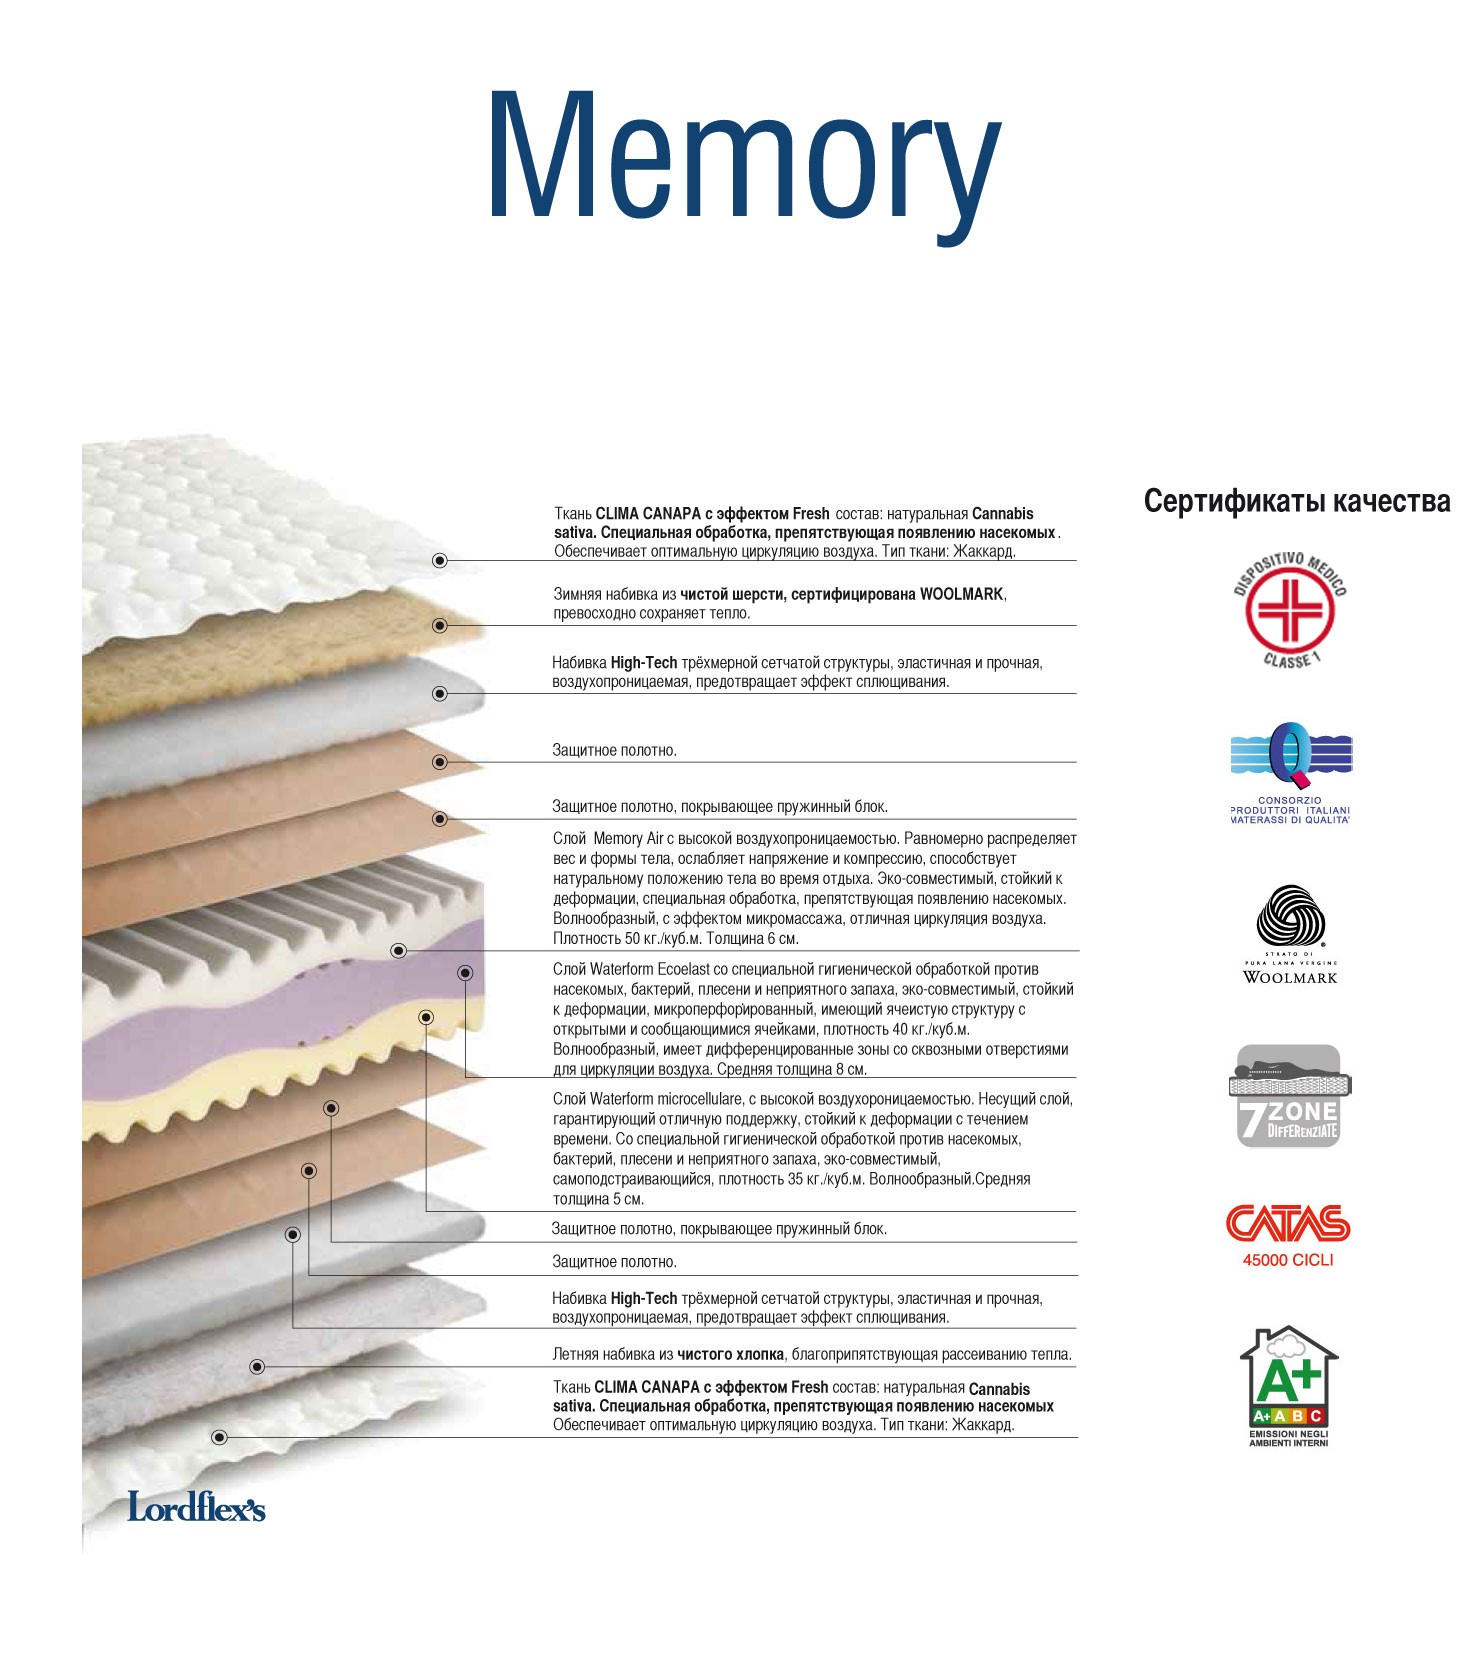 Memory
Ткань CLIMA CANAPA с эффектом Fresh состав: натуральная Cannabis
sativa. Специальная обработка, препятствующая появлению насекомых.
Обеспечивает оптимальную циркуляцию воздуха. Тип ткани: Жаккард.
Зимняя набивка из чистой шерсти, сертифицирована WOOLMARK,
превосходно сохраняет тепло.
Набивка High-Tech трёхмерной сетчатой структуры, эластичная и прочная,
воздухопроницаемая, предотвращает эффект сплющивания.
Защитное полотно.
Защитное полотно, покрывающее пружинный блок.
Слой Memory Air с высокой воздухопроницаемостью. Равномерно распределяет
вес и формы тела, ослабляет напряжение и компрессию, способствует
натуральному положению тела во время отдыха. Эко-совместимый, стойкий к
деформации, специальная обработка, препятствующая появлению насекомых.
Волнообразный, с эффектом микромассажа, отличная циркуляция воздуха.
Плотность 50 кг./куб.м. Толщина 6 см.
Слой Waterform Ecoelast со специальной гигиенической обработкой против
насекомых, бактерий, плесени и неприятного запаха, эко-совместимый, стойкий
к деформации, микроперфорированный, имеющий ячеистую структуру с
открытыми и сообщающимися ячейками, плотность 40 кг./куб.м.
Волнообразный, имеет дифференцированные зоны со сквозными отверстиями
для циркуляции воздуха. Средняя толщина 8 см.
Слой Waterform microcellulare, с высокой воздухороницаемостью. Несущий слой,
гарантирующий отличную поддержку, стойкий к деформации с течением
времени. Со специальной гигиенической обработкой против насекомых,
бактерий, плесени и неприятного запаха, эко-совместимый,
самоподстраивающийся, плотность 35 кг./куб.м. Волнообразный.Средняя
толщина 5 см.
Защитное полотно, покрывающее пружинный блок.
Защитное полотно.
Набивка High-Tech трёхмерной сетчатой структуры, эластичная и прочная,
воздухопроницаемая, предотвращает эффект сплющивания.
Летняя набивка из чистого хлопка, благоприпятствующая рассеиванию тепла.
Ткань CLIMA CANAPA с эффектом Fresh состав: натуральная Cannabis
sativa. Специальная обработка, препятствующая появлению насекомых
Обеспечивает оптимальную циркуляцию воздуха. Тип ткани: Жаккард.
Lordflex's
Сертификаты качества
DISPOSITIVO MEDICO
CLASSE 1
Q
CONSORZIO
PRODUTTORI ITALIANI
MATERASSI DI QUALITA'
STRATO DI
PURA LANA VERGINE
WOOLMARK
7 ZONE
DIFFERENZIATE
CATAS
45000 CICLI
A+
A+ A B C
EMISSIONI NEGLI
AMBIENTI INTERNI